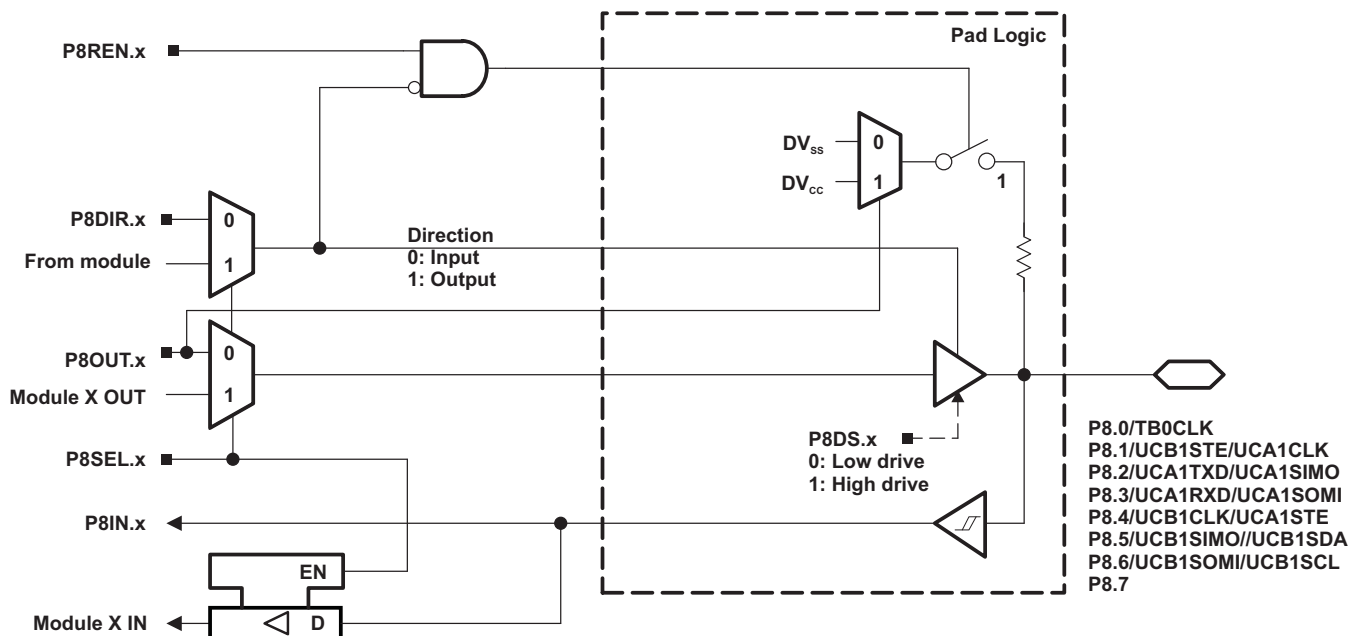 Pad Logic
P8REN.x
DVSS
0
DVCC
1
1
P8DIR.x
0
From module
1
Direction
0: Input
1: Output
P8OUT.x
0
Module X OUT
1
P8SEL.x
P8DS.x
0: Low drive
1: High drive
P8.0/TB0CLK
P8.1/UCB1STE/UCA1CLK
P8.2/UCA1TXD/UCA1SIMO
P8.3/UCA1RXD/UCA1SOMI
P8.4/UCB1CLK/UCA1STE
P8.5/UCB1SIMO//UCB1SDA
P8.6/UCB1SOMI/UCB1SCL
P8.7
P8IN.x
EN
Module X IN
D